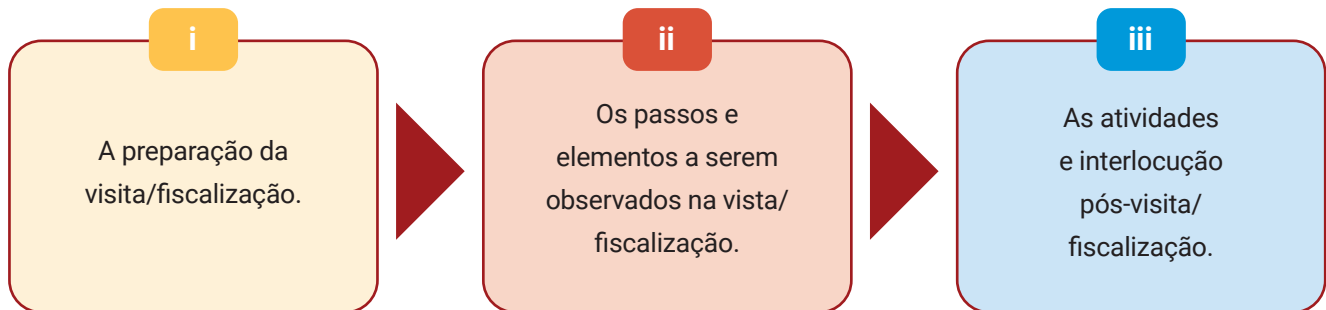 i
A preparação da
visita/fiscalização.
ii
Os passos e
elementos a serem
observados na vista/
fiscalização.
iii
As atividades
e interlocução
pós-visita/
fiscalização.